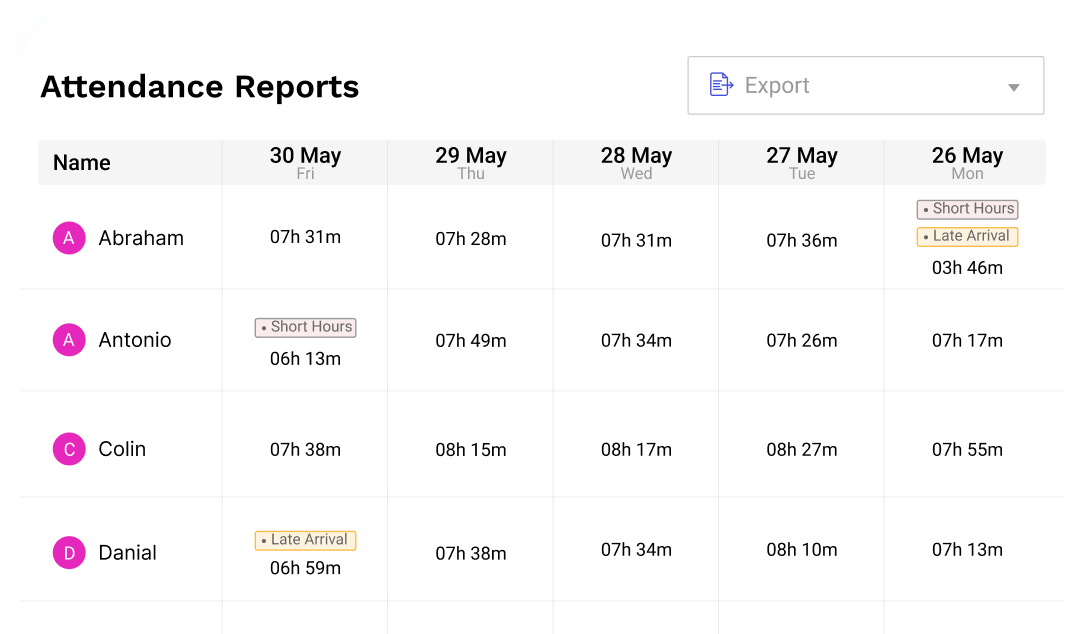 Attendance Reports
Export
Name 30 May 29 May 28 May 27 May 26 May
Fri Thu Wed Tue Mon
• Short Hours
• Late Arrival
A Abraham 07h 31m 07h 28m 07h 31m 07h 36m 03h 46m
• Short Hours
A Antonio 06h 13m 07h 49m 07h 34m 07h 26m 07h 17m
C Colin 07h 38m 08h 15m 08h 17m 08h 27m 07h 55m
• Late Arrival
D Danial 06h 59m 07h 38m 07h 34m 08h 10m 07h 13m